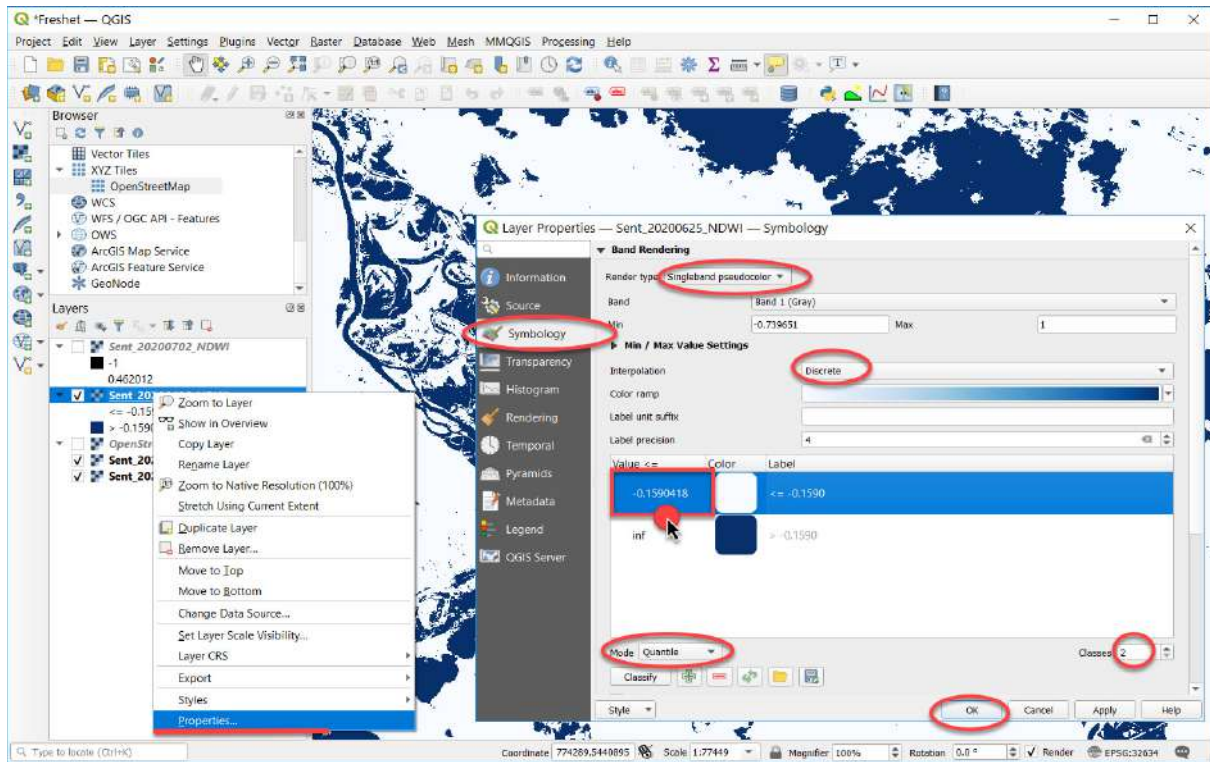 *Freshet — QGIS
Project Edit View Layer Settings Plugins Vector Raster Database Web Mesh MMQGIS Processing Help
Browser
Vector Tiles
XYZ Tiles
OpenStreetMap
WCS
WFS / OGC API - Features
OWS
ArcGIS Map Service
ArcGIS Feature Service
GeoNode
Layers
Sent_20200702_NDWI
-1
0.462012
Sent_20
<= -0.15
> -0.1590
OpenStr
Sent_20
Sent_20
Zoom to Layer
Show in Overview
Copy Layer
Rename Layer
Zoom to Native Resolution (100%)
Stretch Using Current Extent
Duplicate Layer
Remove Layer...
Move to Top
Move to Bottom
Change Data Source...
Set Layer Scale Visibility...
Layer CRS
Export
Styles
Properties...
Layer Properties — Sent_20200625_NDWI — Symbology
Information
Source
Symbology
Transparency
Histogram
Rendering
Temporal
Pyramids
Metadata
Legend
QGIS Server
Band Rendering
Render type Singleband pseudocolor
Band Band 1 (Gray)
Min -0.739651 Max 1
Min / Max Value Settings
Interpolation Discrete
Color ramp
Label unit suffix
Label precision 4
Value <= Color Label
-0.1590418 <= -0.1590
inf > -0.1590
Mode Quantile Classes 2
Classify
Style OK Cancel Apply Help
Type to locate (Ctrl+K) Coordinate 774289,5440895 Scale 1:77449 Magnifier 100% Rotation 0.0 ° Render EPSG:32634